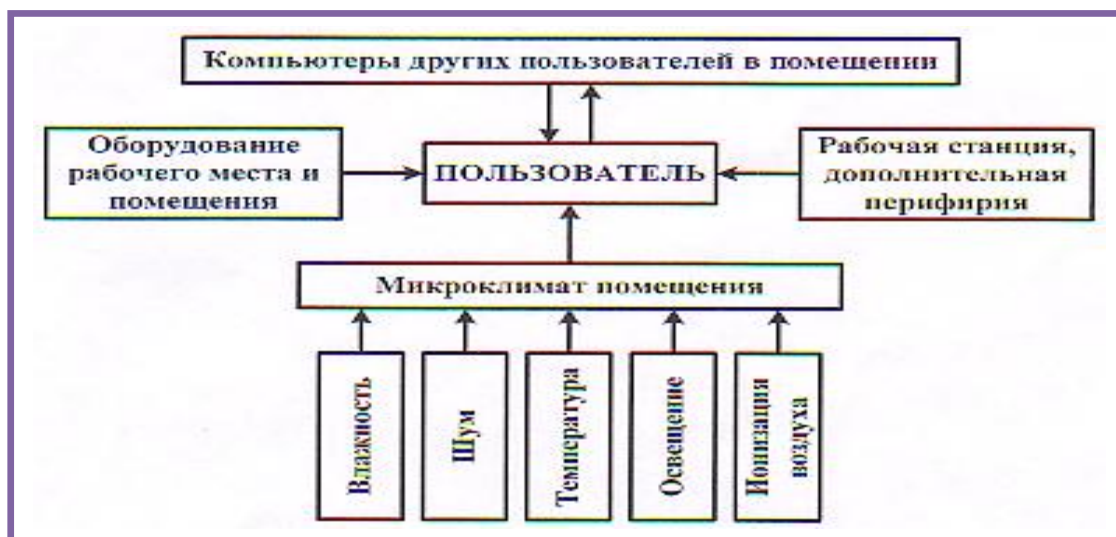 Компьютеры других пользователей в помещении
Оборудование
рабочего места и
помещения
ПОЛЬЗОВАТЕЛЬ
Рабочая станция,
дополнительная
перифирия
Микроклимат помещения
Влажность
Шум
Температура
Освещение
Ионизация
воздуха